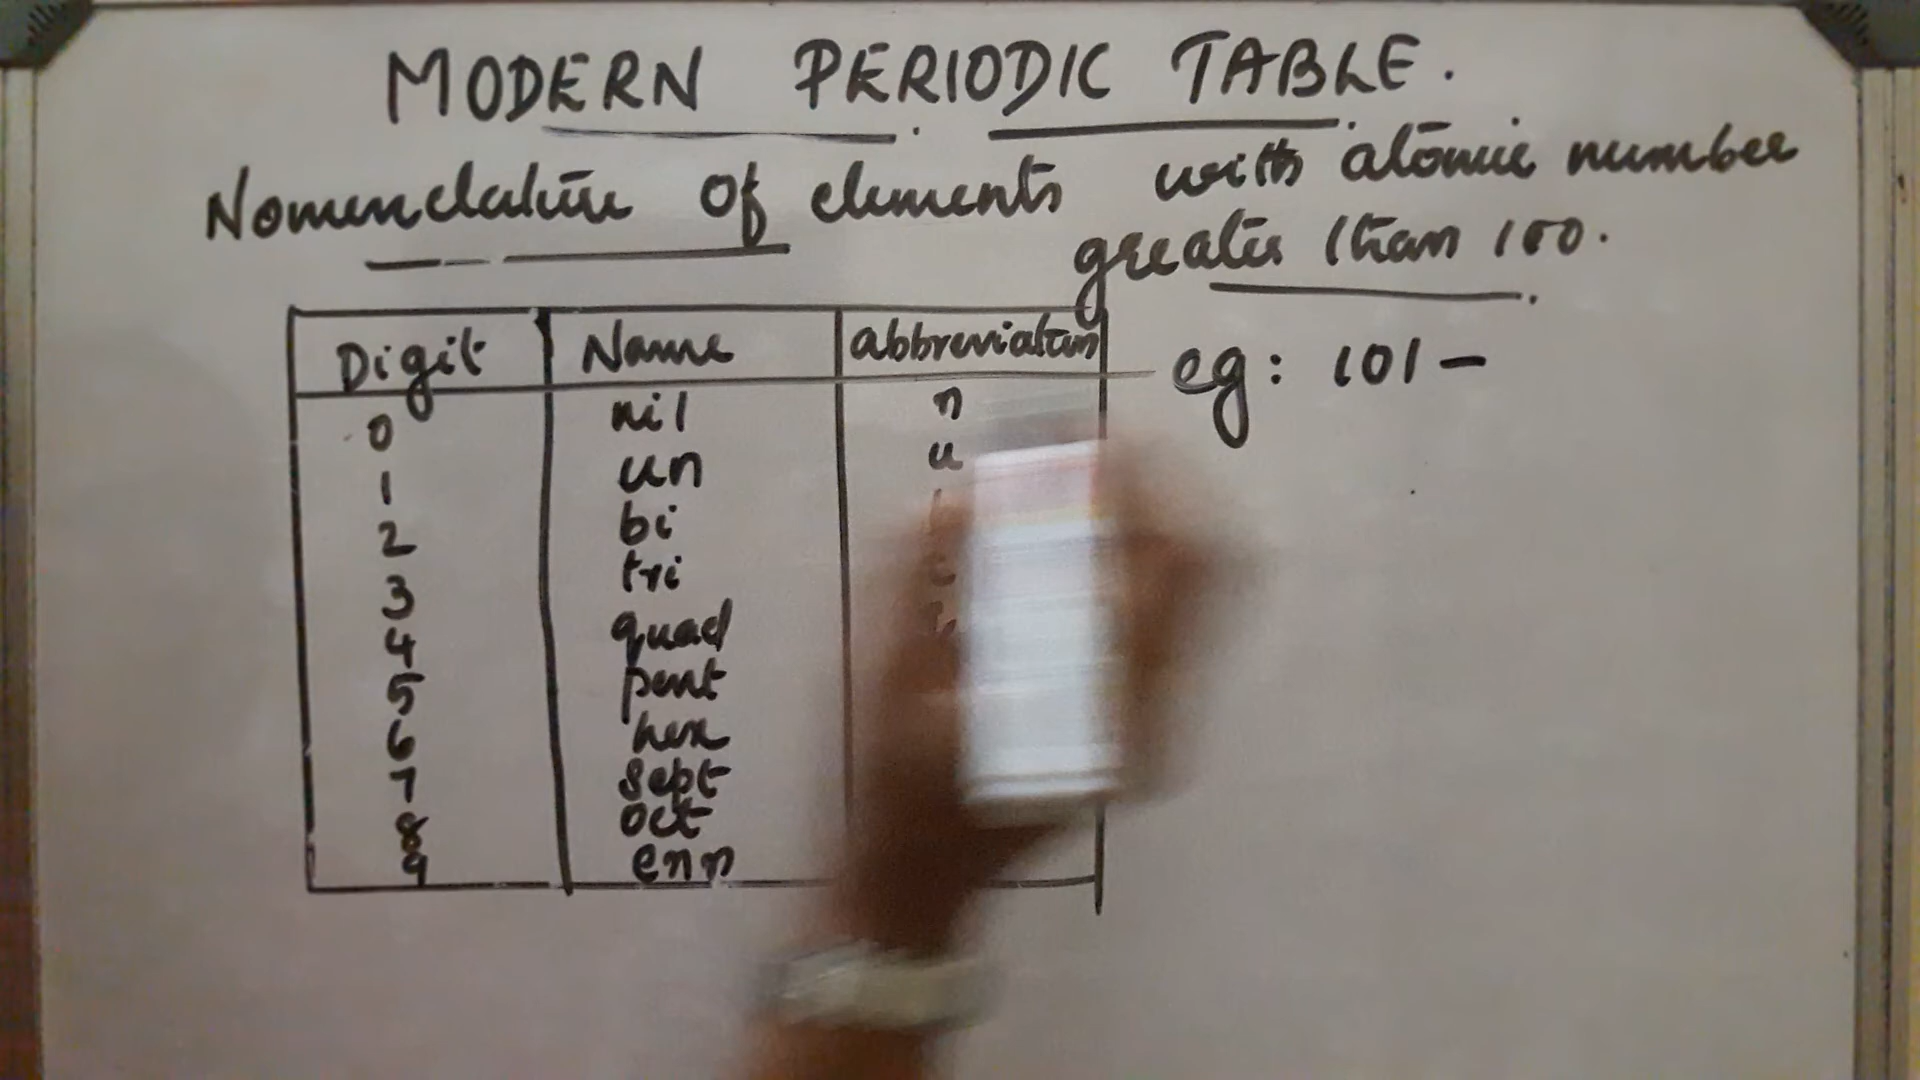 MODERN PERIODIC TABLE.
Nomenclature of elements with atomic number
greater than 100.
Digit Name abbreviation
eg: 101 -
0 nil n
1 un u
2 bi
3 tri
4 quad
5 pent
6 hex
7 sept
8 oct
9 enn